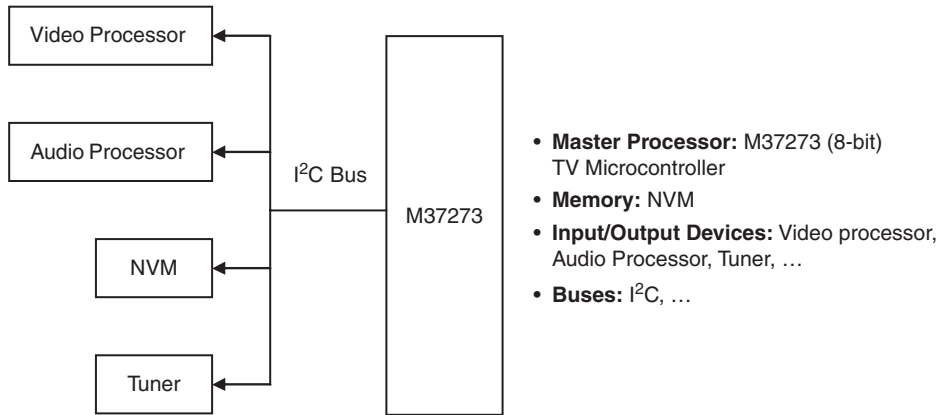 Video Processor
Audio Processor
NVM
Tuner
I²C Bus
M37273
• Master Processor: M37273 (8-bit)
TV Microcontroller
• Memory: NVM
• Input/Output Devices: Video processor,
Audio Processor, Tuner, …
• Buses: I²C, …